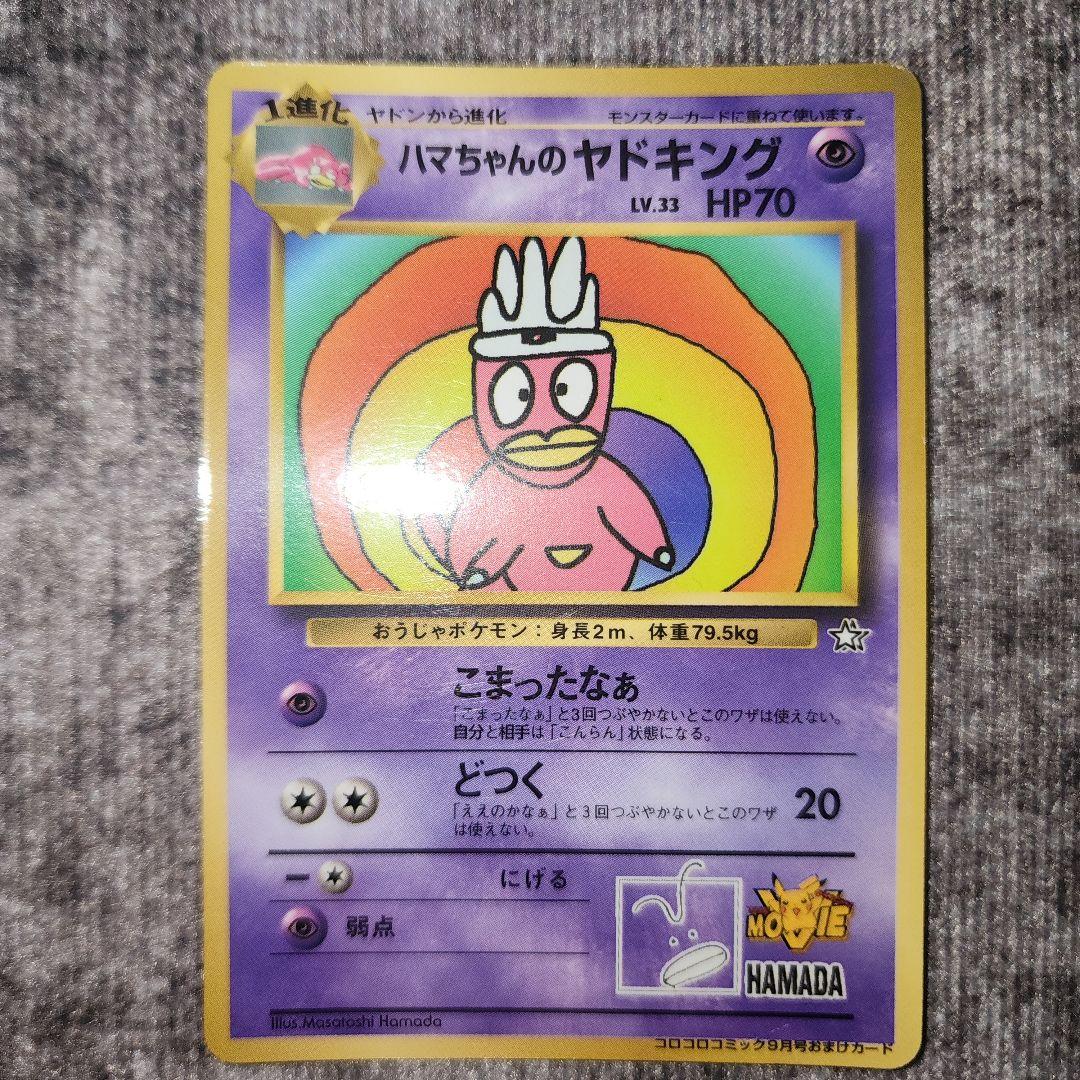 1進化 ヤドンから進化 モンスターカードに重ねて使います。
ハマちゃんのヤドキング
LV.33 HP70
おうじゃポケモン：身長2m、体重79.5kg
こまったなぁ
「こまったなぁ」と3回つぶやかないとこのワザは使えない。
自分と相手は「こんらん」状態になる。
どつく
「ええのかなぁ」と3回つぶやかないとこのワザ
は使えない。
20
にげる
弱点
MOVIE
HAMADA
Illus.Masatoshi Hamada
コロコロコミック9月号おまけカード